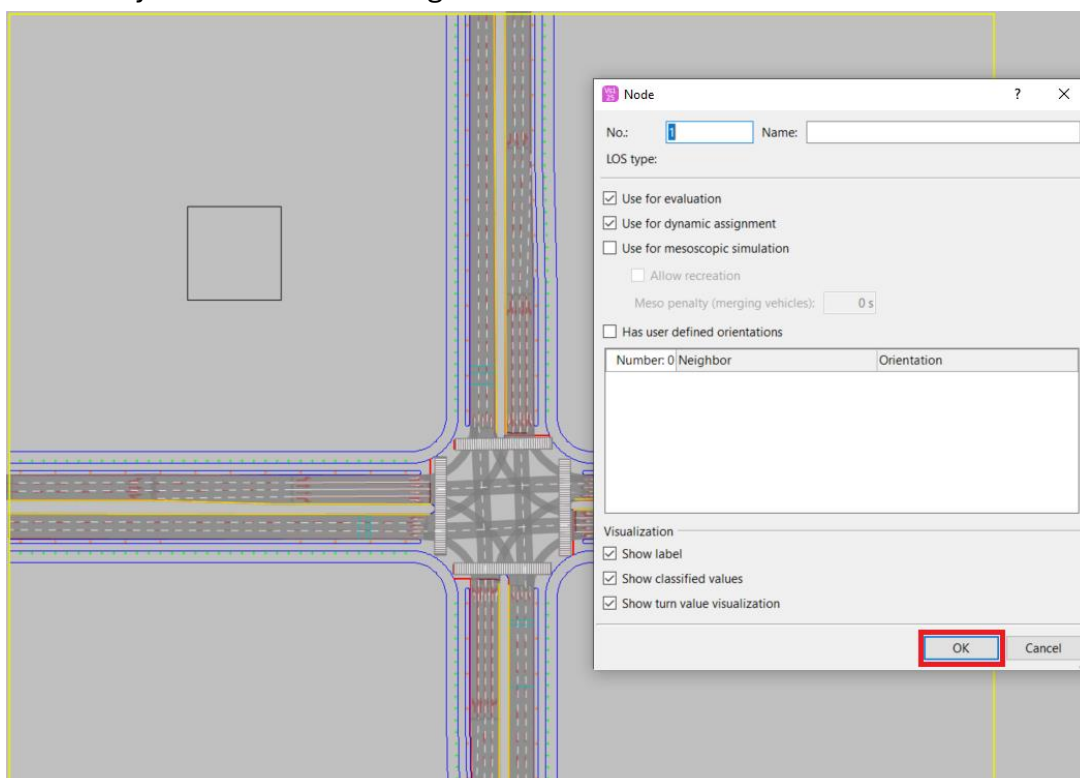 Node ? X
No.: 1 Name:
LOS type:
Use for evaluation
Use for dynamic assignment
Use for mesoscopic simulation
Allow recreation
Meso penalty (merging vehicles): 0 s
Has user defined orientations
Number: 0 Neighbor Orientation
Visualization
Show label
Show classified values
Show turn value visualization
OK Cancel